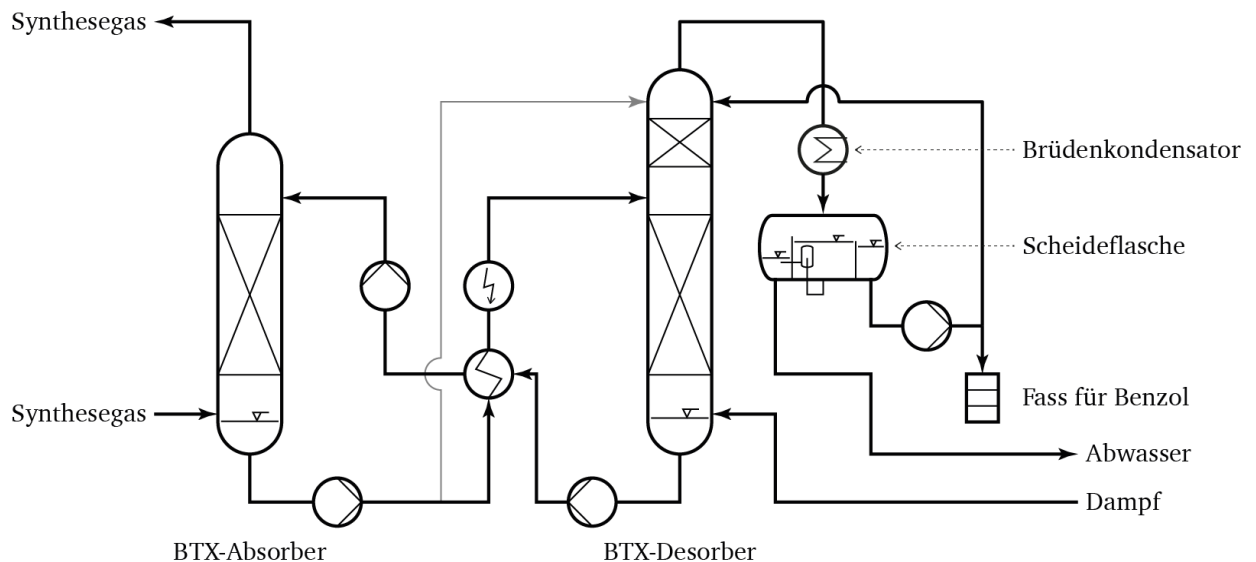 Synthesegas
Brüdenkondensator
Scheideflasche
Synthesegas
Fass für Benzol
Abwasser
Dampf
BTX-Absorber
BTX-Desorber